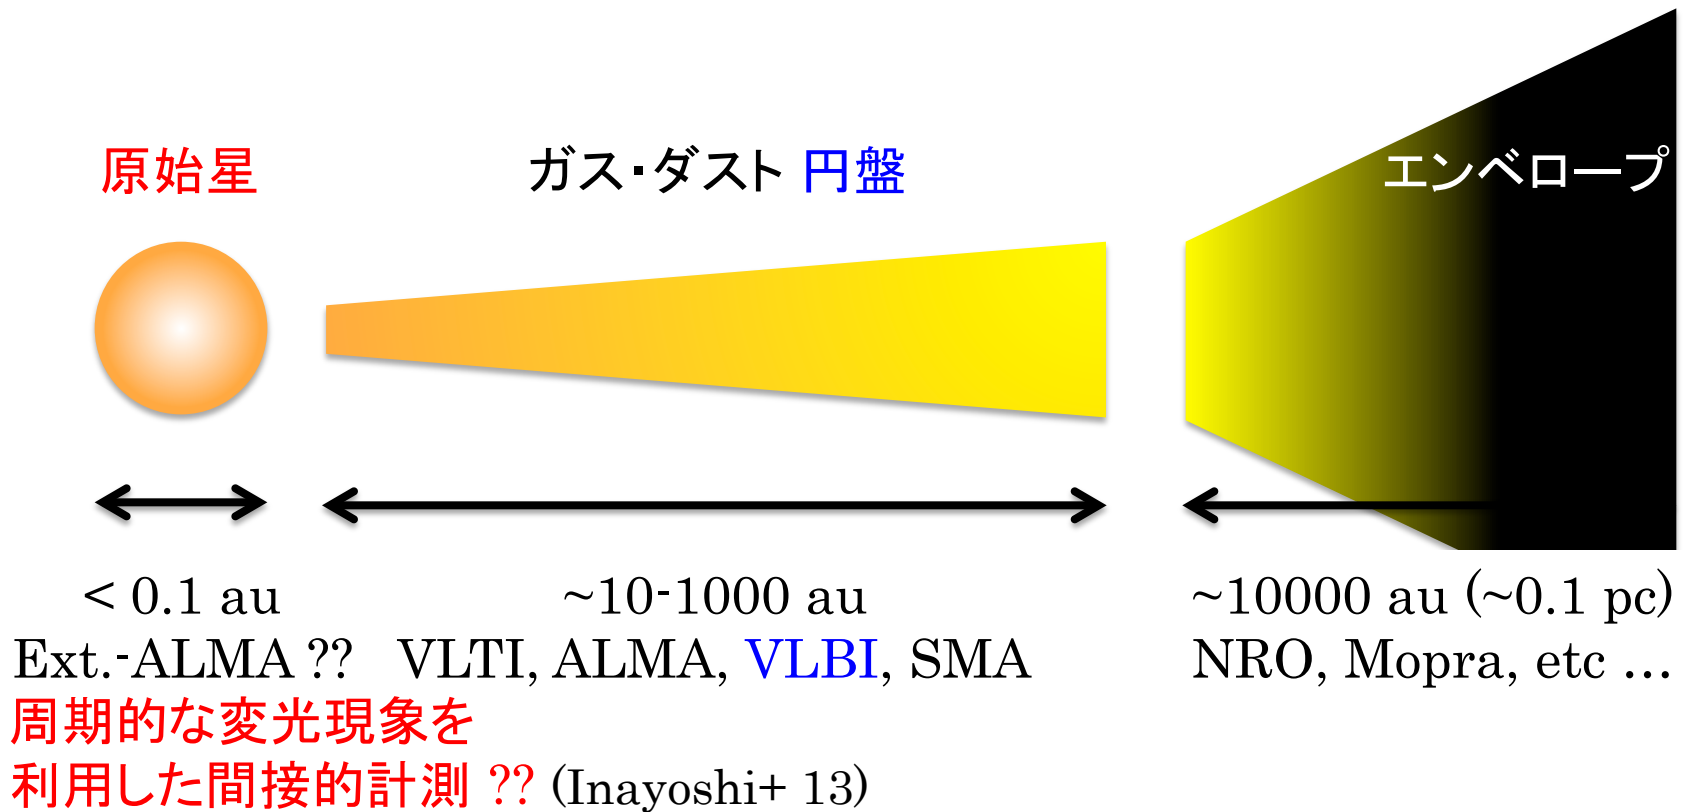 原始星
ガス・ダスト 円盤
エンベロープ
< 0.1 au
~10-1000 au
~10000 au (~0.1 pc)
Ext.-ALMA ??
VLTI, ALMA, VLBI, SMA
NRO, Mopra, etc ...
周期的な変光現象を
利用した間接的計測 ?? (Inayoshi+ 13)